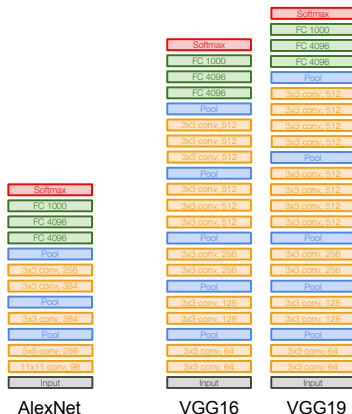 Softmax
FC 1000
FC 4096
FC 4096
Pool
3x3 conv, 256
3x3 conv, 384
Pool
3x3 conv, 384
Pool
5x5 conv, 256
11x11 conv, 96
Input
AlexNet
Softmax
FC 1000
FC 4096
FC 4096
Pool
3x3 conv, 512
3x3 conv, 512
3x3 conv, 512
Pool
3x3 conv, 512
3x3 conv, 512
3x3 conv, 512
Pool
3x3 conv, 256
3x3 conv, 256
Pool
3x3 conv, 128
3x3 conv, 128
Pool
3x3 conv, 64
3x3 conv, 64
Input
VGG16
Softmax
FC 1000
FC 4096
FC 4096
Pool
3x3 conv, 512
3x3 conv, 512
3x3 conv, 512
3x3 conv, 512
Pool
3x3 conv, 512
3x3 conv, 512
3x3 conv, 512
3x3 conv, 512
Pool
3x3 conv, 256
3x3 conv, 256
Pool
3x3 conv, 128
3x3 conv, 128
Pool
3x3 conv, 64
3x3 conv, 64
Input
VGG19